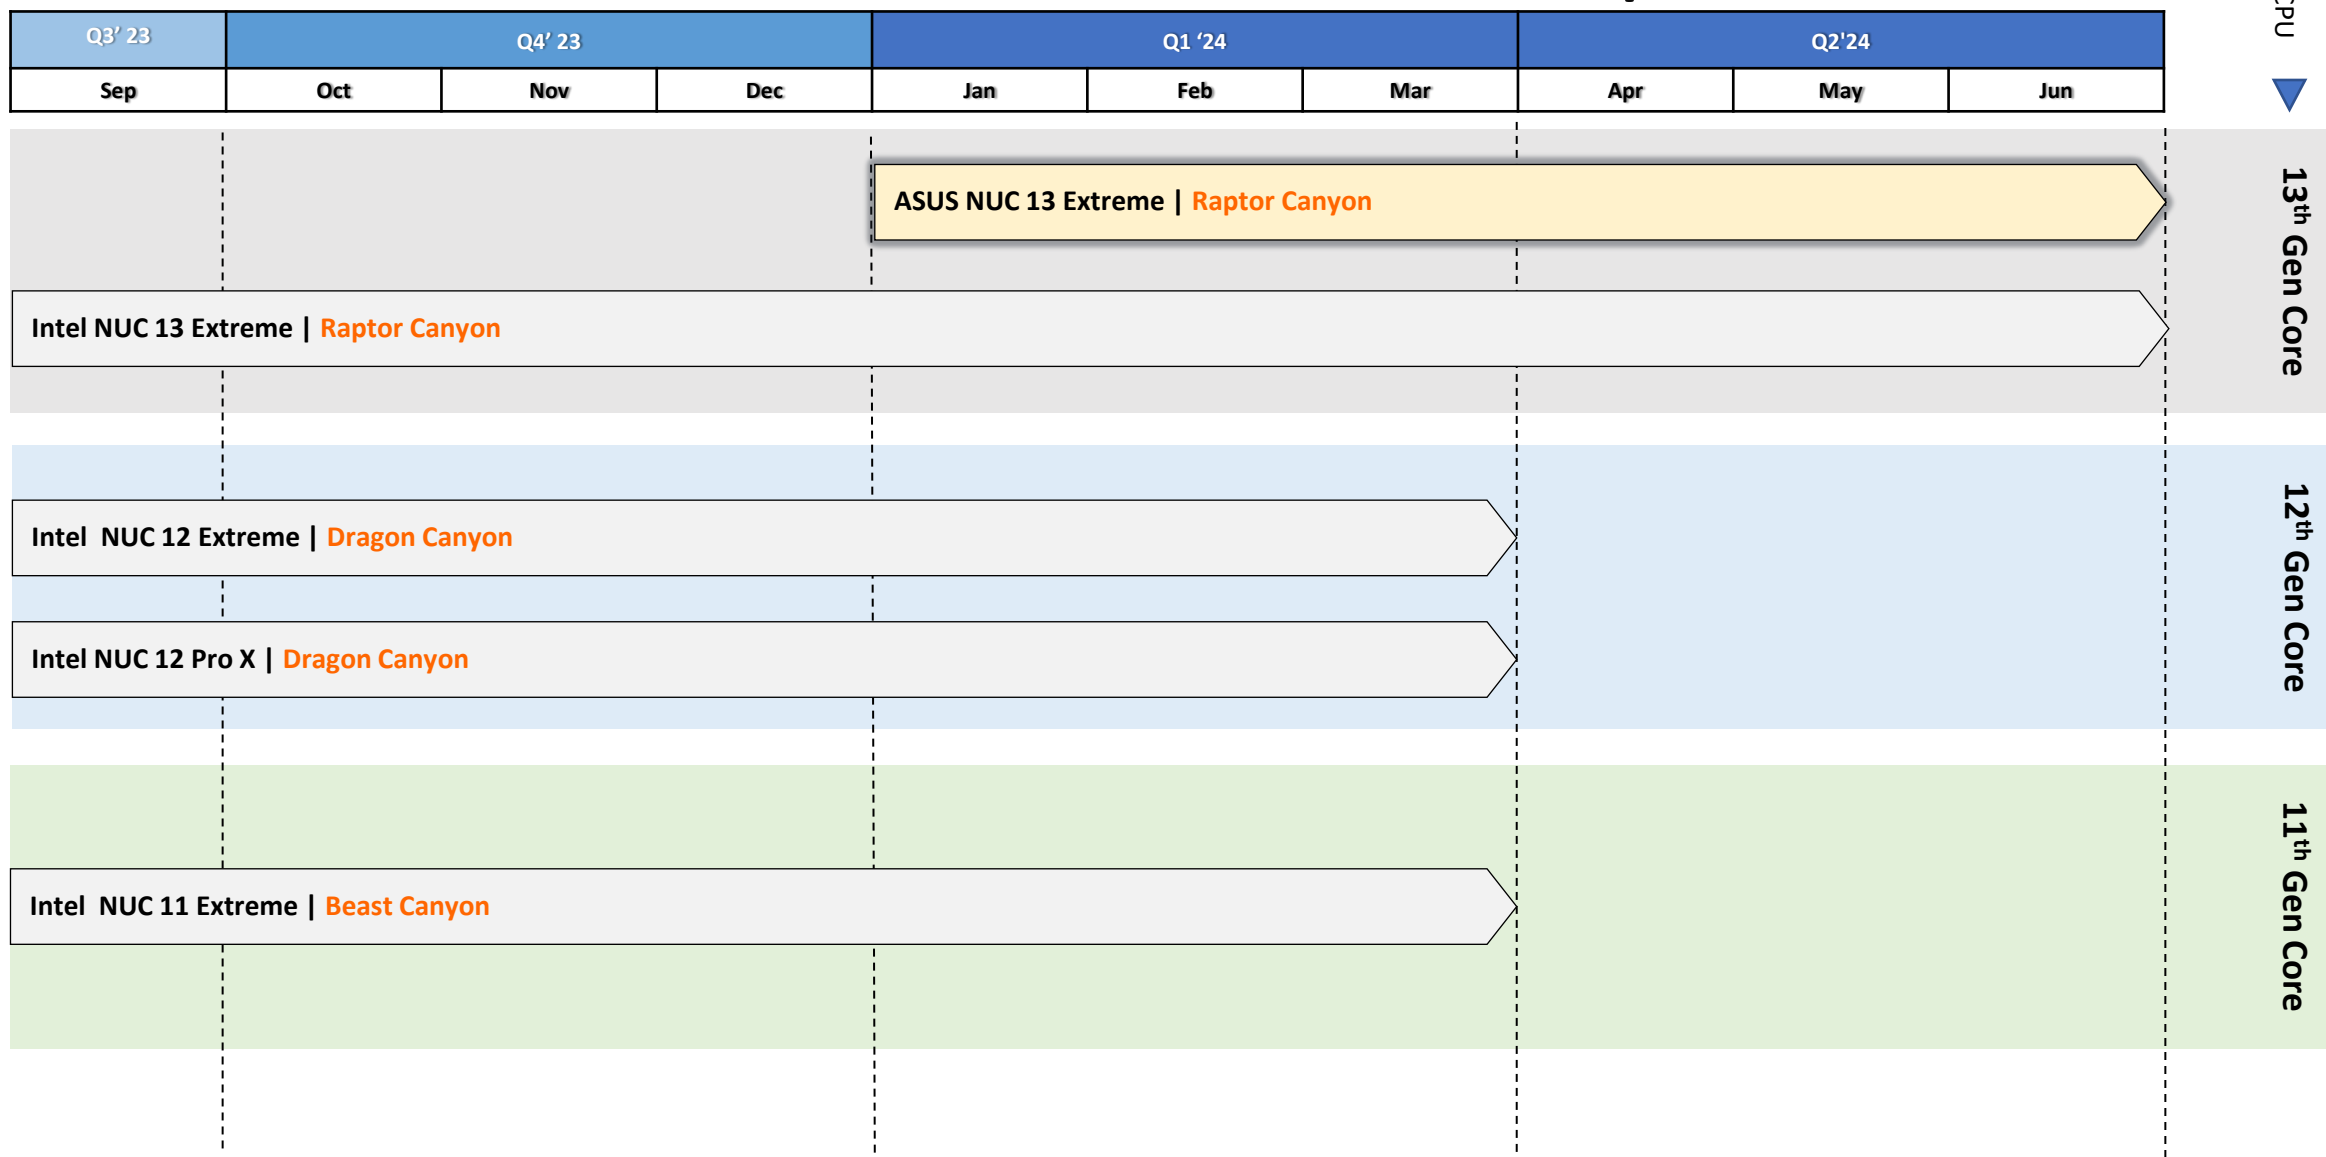 CPU
Q3’ 23 Q4’ 23 Q1 ‘24 Q2'24
Sep Oct Nov Dec Jan Feb Mar Apr May Jun
ASUS NUC 13 Extreme | Raptor Canyon
Intel NUC 13 Extreme | Raptor Canyon
13th Gen Core
Intel  NUC 12 Extreme | Dragon Canyon
Intel NUC 12 Pro X | Dragon Canyon
12th Gen Core
Intel  NUC 11 Extreme | Beast Canyon
11th Gen Core